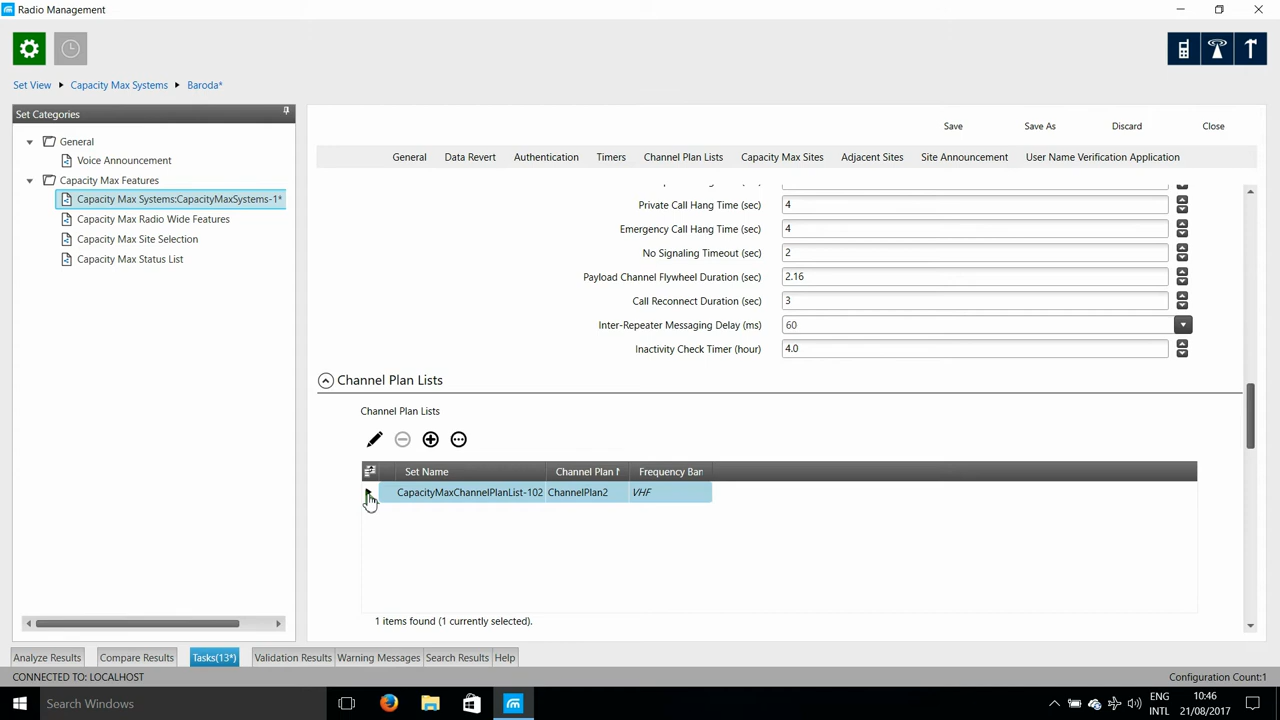 Radio Management
Set View Capacity Max Systems Baroda*
Set Categories
General
Voice Announcement
Capacity Max Features
Capacity Max Systems:CapacityMaxSystems-1*
Capacity Max Radio Wide Features
Capacity Max Site Selection
Capacity Max Status List
Save Save As Discard Close
General Data Revert Authentication Timers Channel Plan Lists Capacity Max Sites Adjacent Sites Site Announcement User Name Verification Application
Private Call Hang Time (sec) 4
Emergency Call Hang Time (sec) 4
No Signaling Timeout (sec) 2
Payload Channel Flywheel Duration (sec) 2.16
Call Reconnect Duration (sec) 3
Inter-Repeater Messaging Delay (ms) 60
Inactivity Check Timer (hour) 4.0
Channel Plan Lists
Channel Plan Lists
Set Name Channel Plan Frequency Ban
CapacityMaxChannelPlanList-102 ChannelPlan2 VHF
1 items found (1 currently selected).
Analyze Results Compare Results Tasks(13*) Validation Results Warning Messages Search Results Help
CONNECTED TO: LOCALHOST Configuration Count:1
Search Windows
ENG 10:46
INTL 21/08/2017